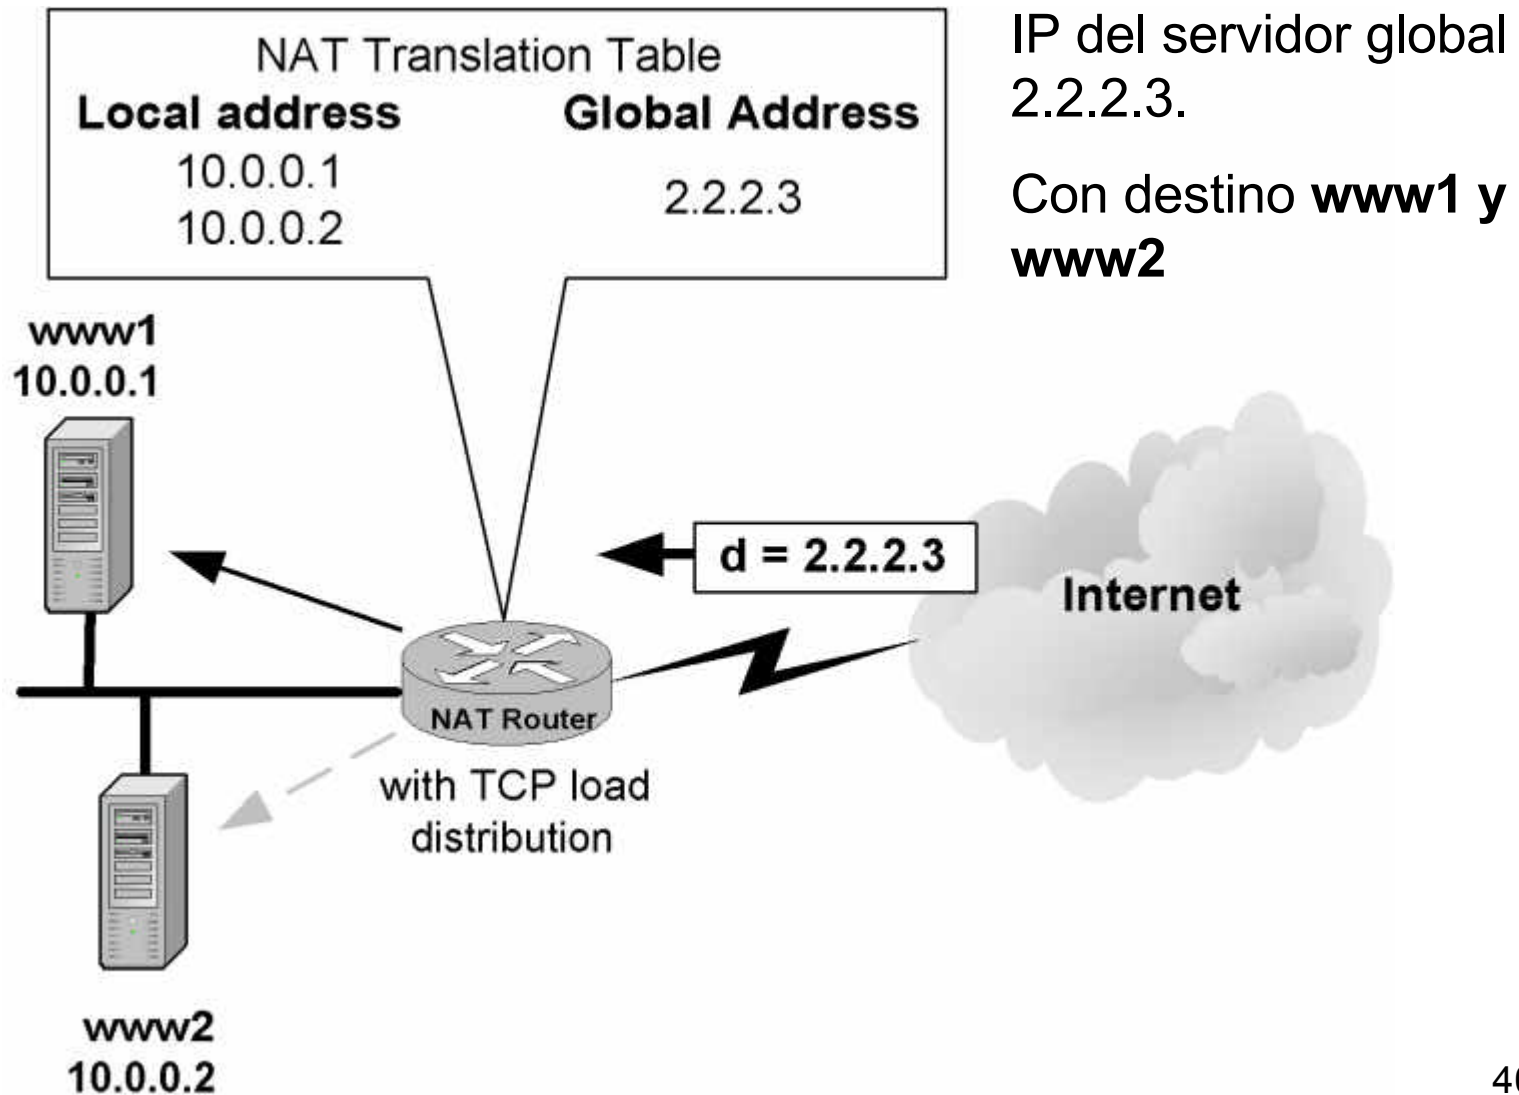 NAT Translation Table
Local address Global Address
10.0.0.1
10.0.0.2
2.2.2.3
IP del servidor global
2.2.2.3.
Con destino www1 y
www2
www1
10.0.0.1
d = 2.2.2.3
Internet
NAT Router
with TCP load
distribution
www2
10.0.0.2